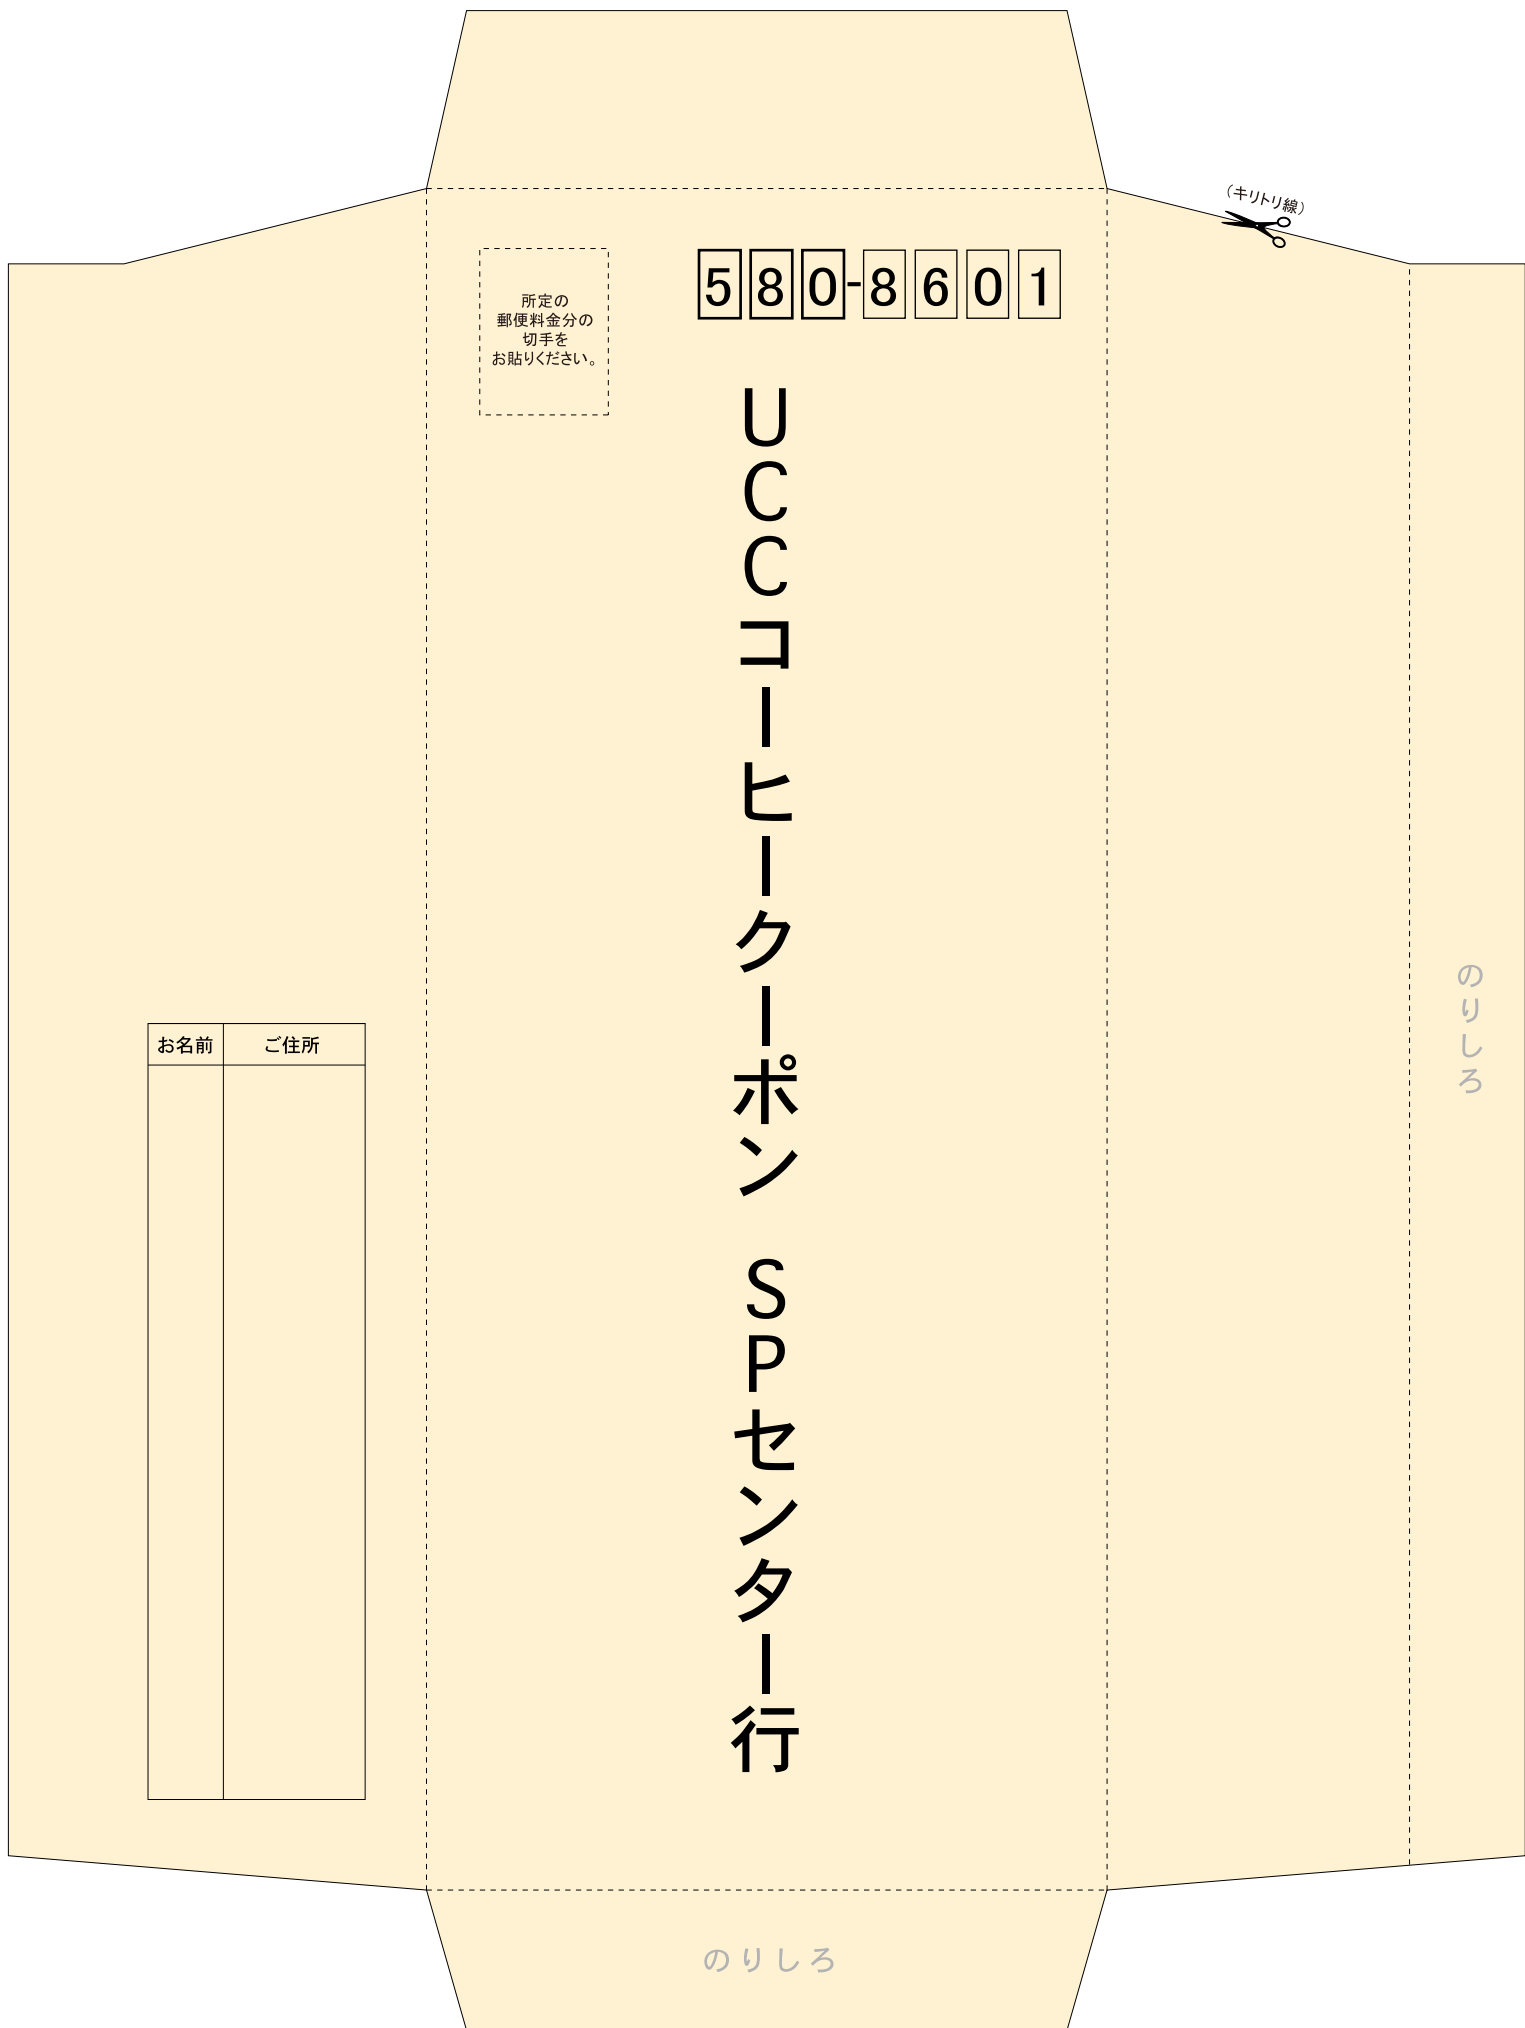 （キリトリ線）
580-8601
所定の
郵便料金分の
切手を
お貼りください。
UCCコーヒークーポン SPセンター行
お名前 ご住所
のりしろ
のりしろ